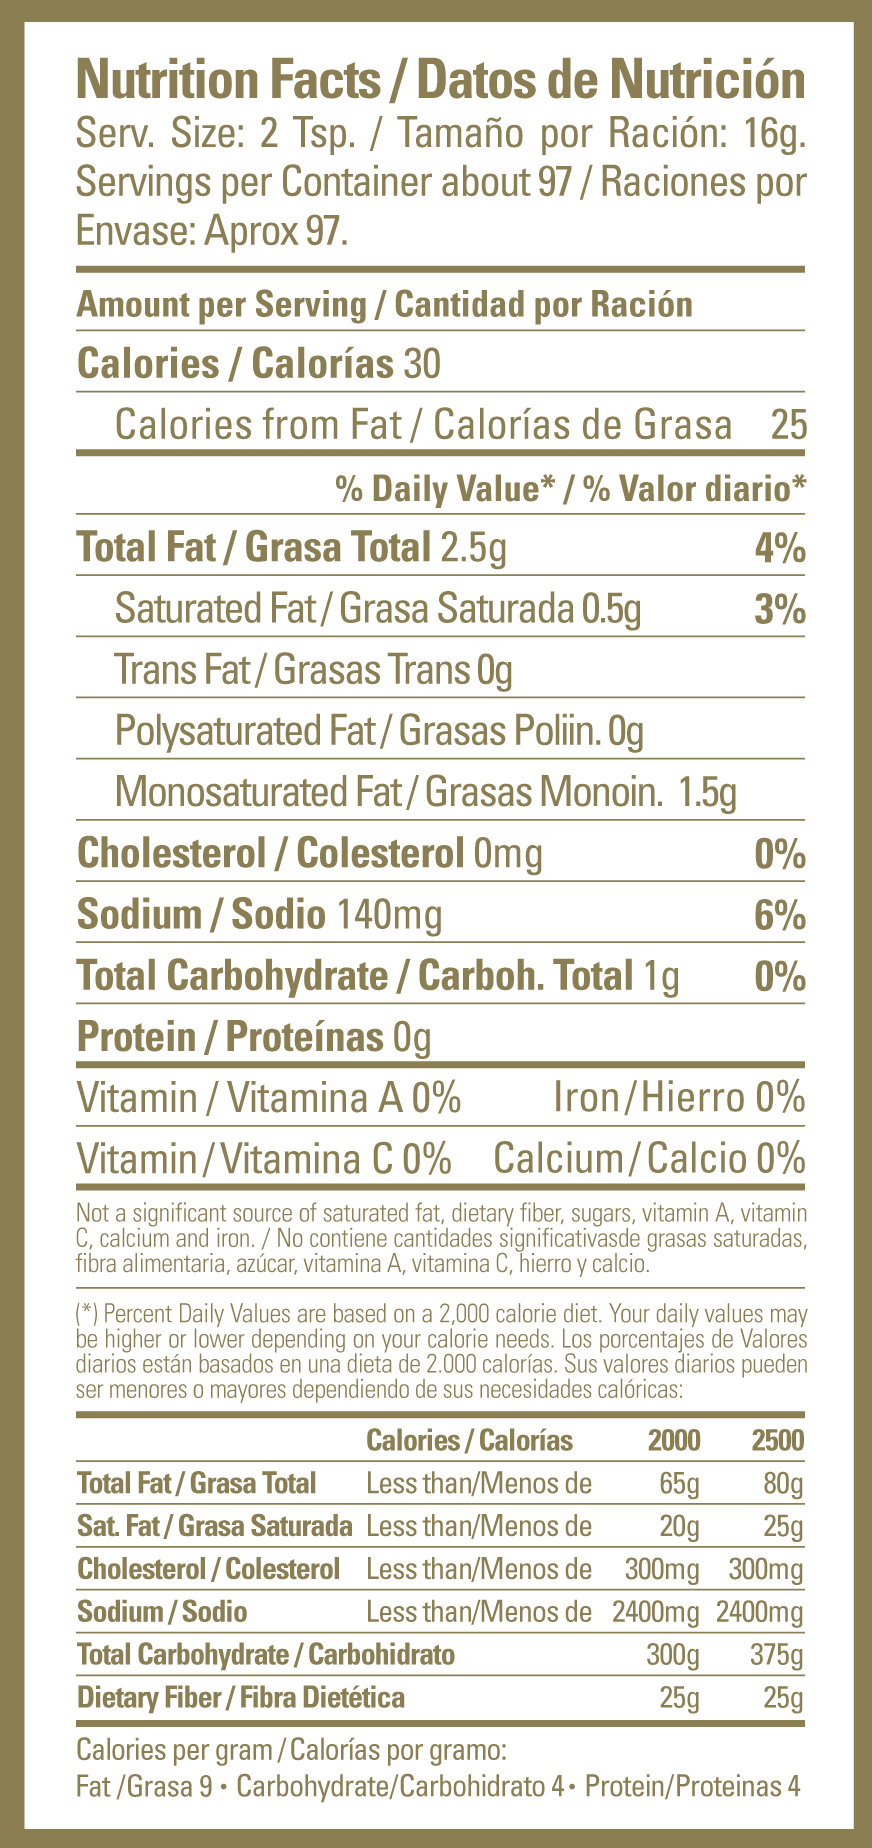 Nutrition Facts / Datos de Nutrición
Serv. Size: 2 Tsp. / Tamaño por Ración: 16g.
Servings per Container about 97 / Raciones por
Envase: Aprox 97.
Amount per Serving / Cantidad por Ración
Calories / Calorías 30
Calories from Fat / Calorías de Grasa 25
% Daily Value* / % Valor diario*
Total Fat / Grasa Total 2.5g 4%
Saturated Fat / Grasa Saturada 0.5g 3%
Trans Fat / Grasas Trans 0g
Polysaturated Fat / Grasas Poliin. 0g
Monosaturated Fat / Grasas Monoin. 1.5g
Cholesterol / Colesterol 0mg 0%
Sodium / Sodio 140mg 6%
Total Carbohydrate / Carboh. Total 1g 0%
Protein / Proteínas 0g
Vitamin / Vitamina A 0% Iron / Hierro 0%
Vitamin / Vitamina C 0% Calcium / Calcio 0%
Not a significant source of saturated fat, dietary fiber, sugars, vitamin A, vitamin
C, calcium and iron. / No contiene cantidades significativasde grasas saturadas,
fibra alimentaria, azúcar, vitamina A, vitamina C, hierro y calcio.
(*) Percent Daily Values are based on a 2,000 calorie diet. Your daily values may
be higher or lower depending on your calorie needs. Los porcentajes de Valores
diarios están basados en una dieta de 2.000 calorías. Sus valores diarios pueden
ser menores o mayores dependiendo de sus necesidades calóricas:
Calories / Calorías 2000 2500
Total Fat / Grasa Total Less than/Menos de 65g 80g
Sat. Fat / Grasa Saturada Less than/Menos de 20g 25g
Cholesterol / Colesterol Less than/Menos de 300mg 300mg
Sodium / Sodio Less than/Menos de 2400mg 2400mg
Total Carbohydrate / Carbohidrato 300g 375g
Dietary Fiber / Fibra Dietética 25g 25g
Calories per gram / Calorías por gramo:
Fat /Grasa 9 • Carbohydrate/Carbohidrato 4 • Protein/Proteinas 4